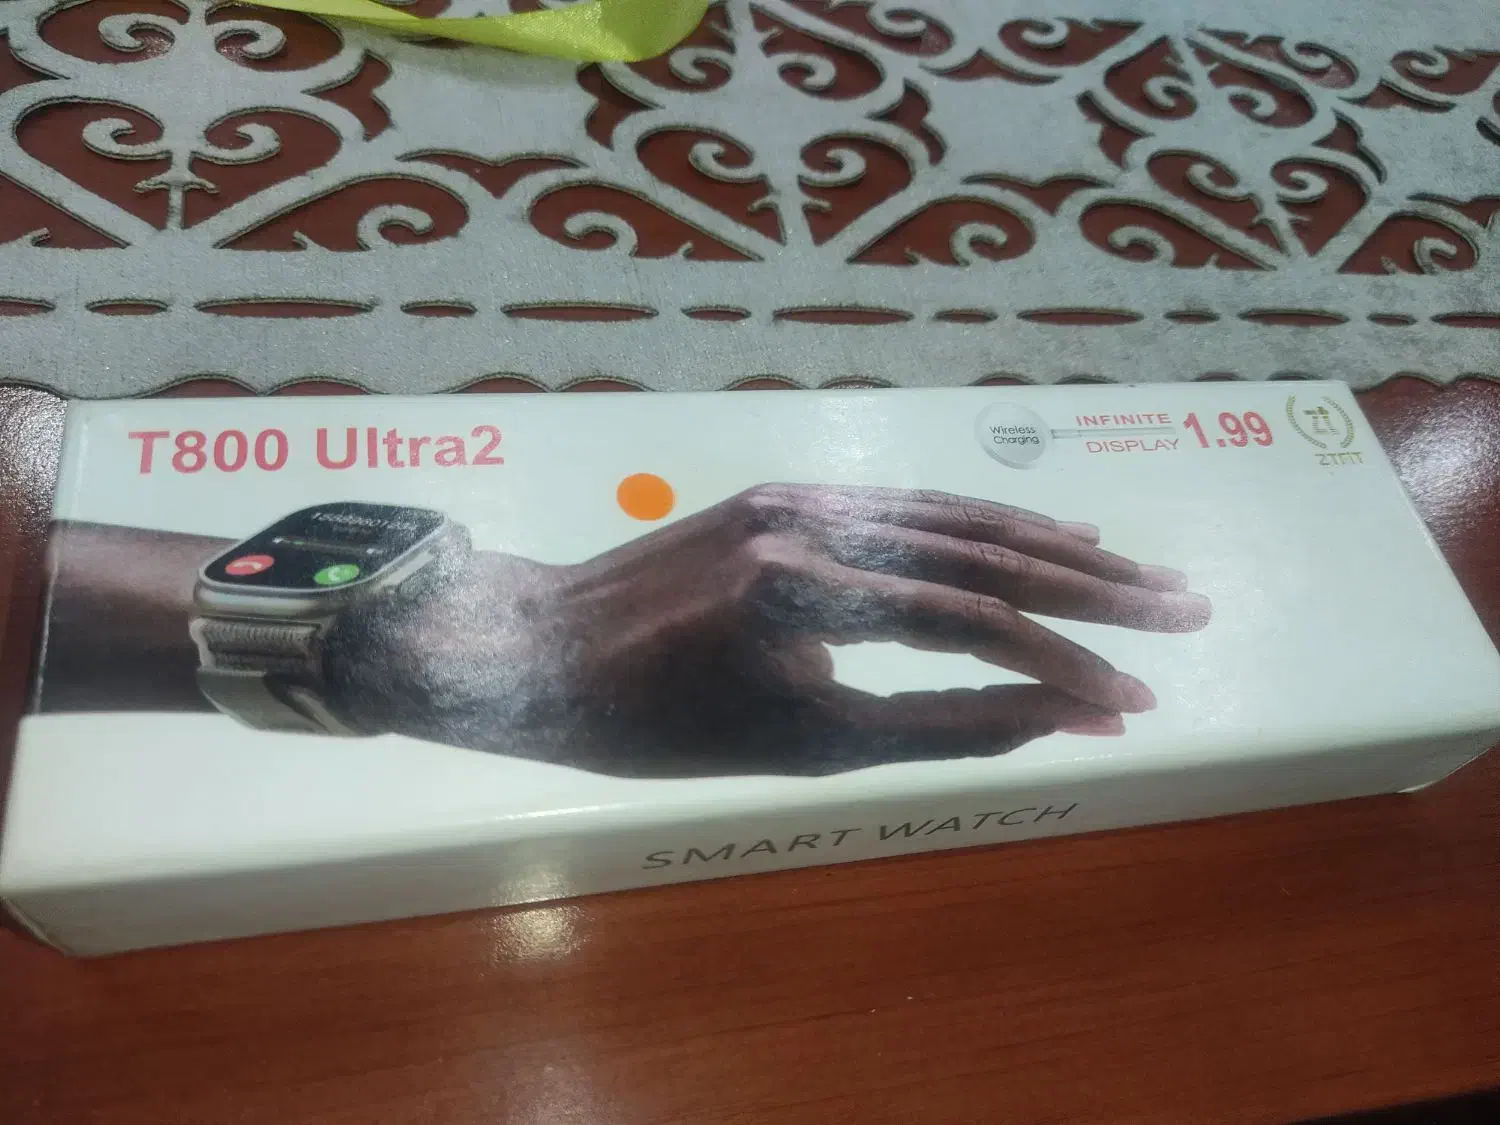 T800 Ultra2
Wireless
Charging
INFINITE
DISPLAY
1.99
ZTFIT
SMART WATCH